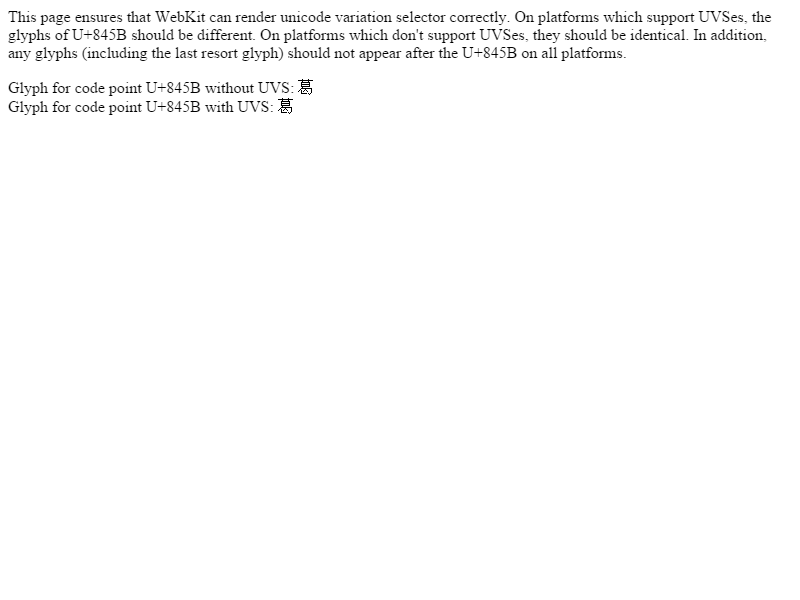 This page ensures that WebKit can render unicode variation selector correctly. On platforms which support UVSes, the
glyphs of U+845B should be different. On platforms which don't support UVSes, they should be identical. In addition,
any glyphs (including the last resort glyph) should not appear after the U+845B on all platforms.
Glyph for code point U+845B without UVS: 葛
Glyph for code point U+845B with UVS: 葛